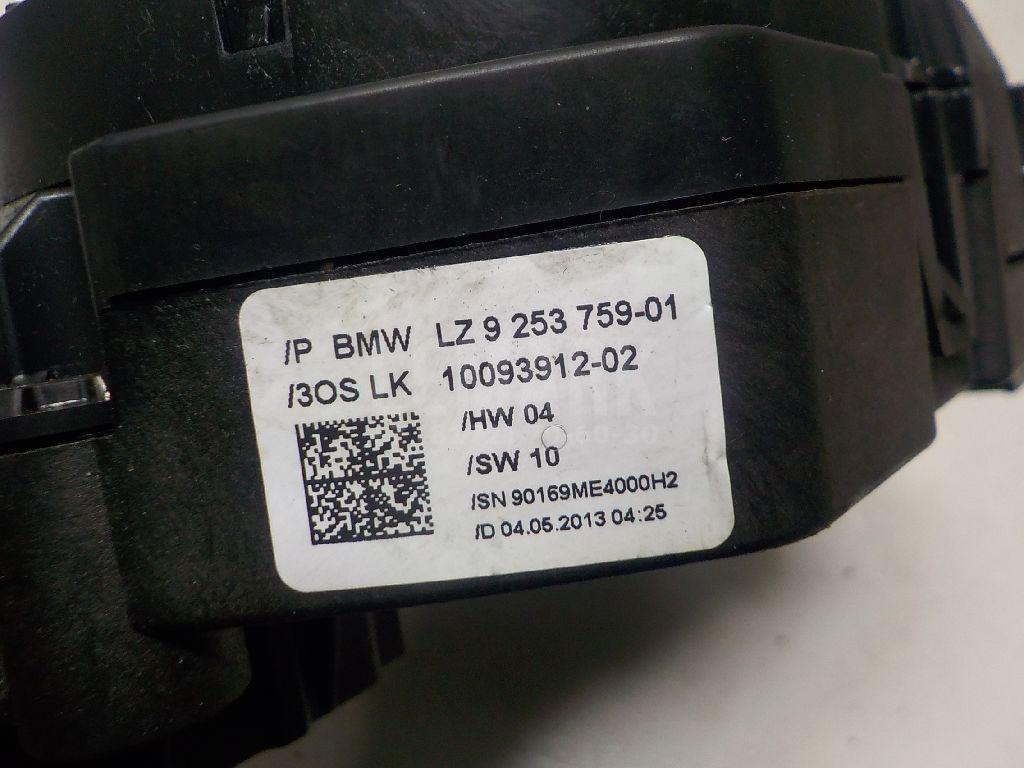 /P BMW LZ 9 253 759-01
/3OS LK 10093912-02
/HW 04
/SW 10
/SN 90169ME4000H2
/D 04.05.2013 04:25